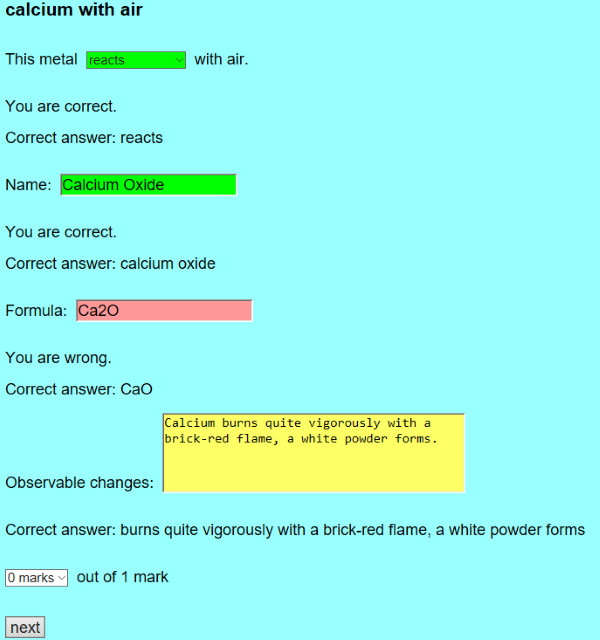 calcium with air
This metal reacts with air.
You are correct.
Correct answer: reacts
Name: Calcium Oxide
You are correct.
Correct answer: calcium oxide
Formula: Ca2O
You are wrong.
Correct answer: CaO
Calcium burns quite vigorously with a
brick-red flame, a white powder forms.
Observable changes:
Correct answer: burns quite vigorously with a brick-red flame, a white powder forms
0 marks out of 1 mark
next